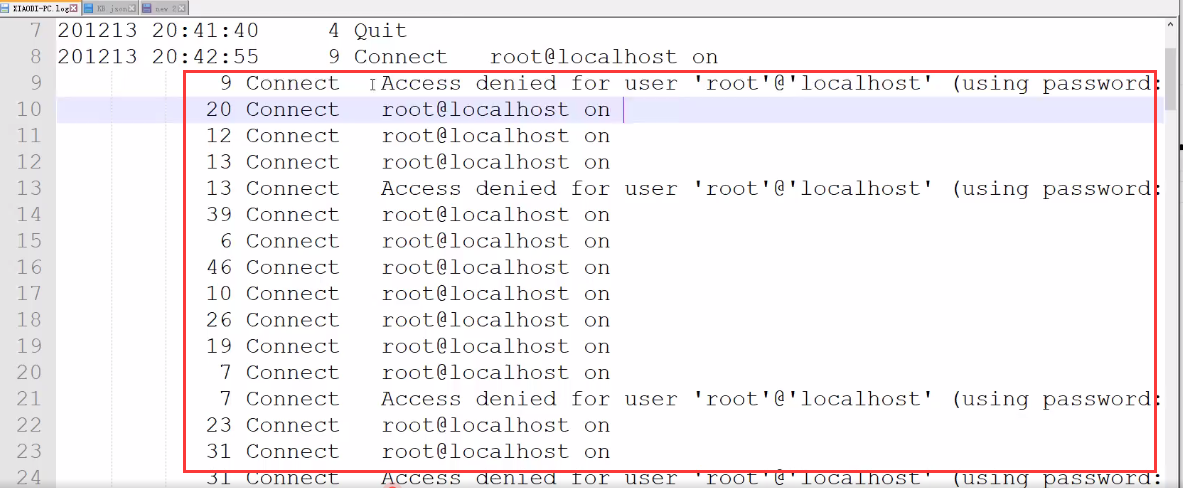 XIAODI-PC.log KB.json new 2
7 201213 20:41:40 4 Quit
8 201213 20:42:55 9 Connect root@localhost on
9 9 Connect Access denied for user 'root'@'localhost' (using password:
10 20 Connect root@localhost on
11 12 Connect root@localhost on
12 13 Connect root@localhost on
13 13 Connect Access denied for user 'root'@'localhost' (using password:
14 39 Connect root@localhost on
15 6 Connect root@localhost on
16 46 Connect root@localhost on
17 10 Connect root@localhost on
18 26 Connect root@localhost on
19 19 Connect root@localhost on
20 7 Connect root@localhost on
21 7 Connect Access denied for user 'root'@'localhost' (using password:
22 23 Connect root@localhost on
23 31 Connect root@localhost on
24 31 Connect Access denied for user 'root'@'localhost' (using password: